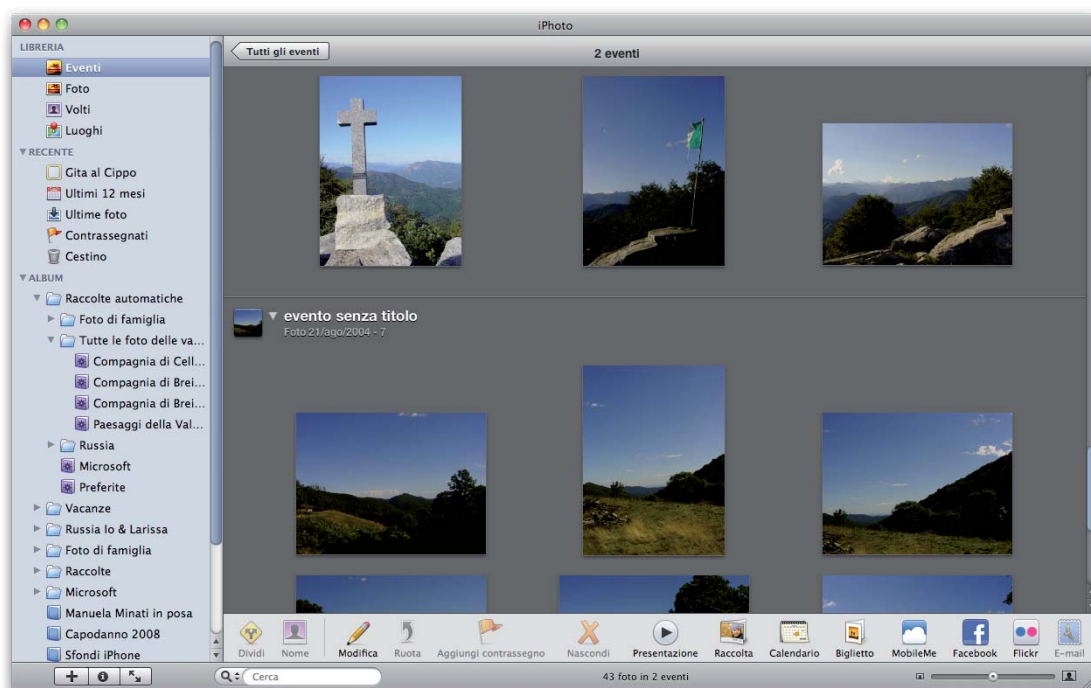 iPhoto
LIBRERIA
Eventi
Foto
Volti
Luoghi
RECENTE
Gita al Cippo
Ultimi 12 mesi
Ultime foto
Contrassegnati
Cestino
ALBUM
Raccolte automatiche
Foto di famiglia
Tutte le foto delle va...
Compagnia di Cell...
Compagnia di Brei...
Compagnia di Brei...
Paesaggi della Val...
Russia
Microsoft
Preferite
Vacanze
Russia Io & Larissa
Foto di famiglia
Raccolte
Microsoft
Manuela Minati in posa
Capodanno 2008
Sfondi iPhone
Tutti gli eventi
2 eventi
evento senza titolo
Foto 21/ago/2004 - 7
Dividi Nome Modifica Ruota Aggiungi contrassegno Nascondi Presentazione Raccolta Calendario Biglietto MobileMe Facebook Flickr E-mail
Cerca
43 foto in 2 eventi